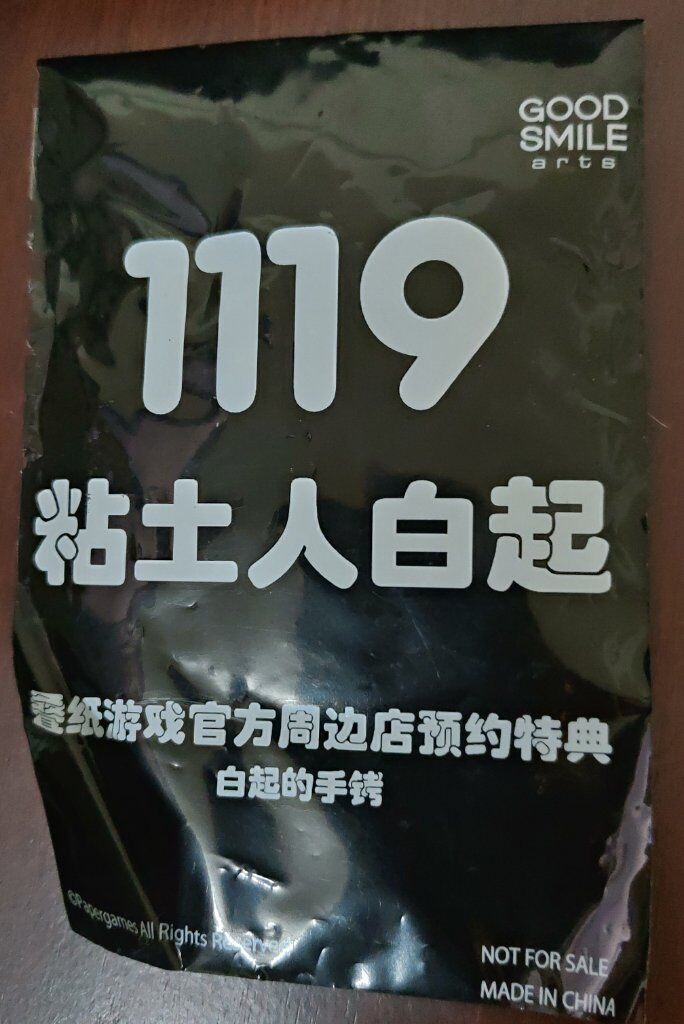 GOOD
SMILE
arts
1119
粘土人白起
叠纸游戏官方周边店预约特典
白起的手铐
©Papergames All Rights Reserved
NOT FOR SALE
MADE IN CHINA